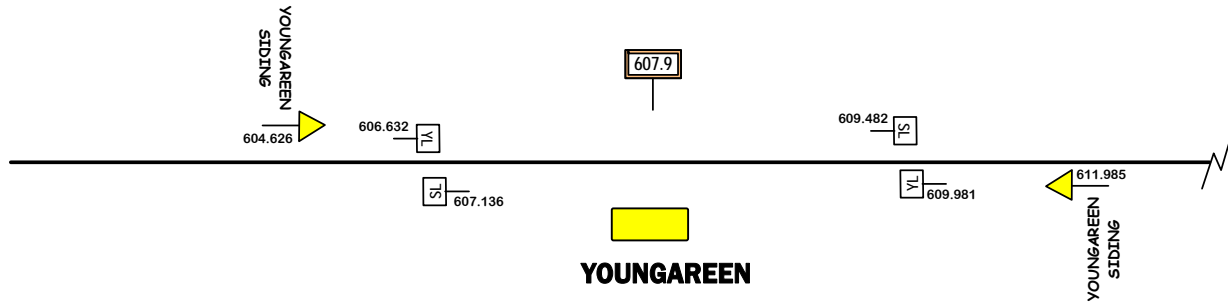 YOUNGAREEN
SIDING
604.626
606.632
YL
SL
607.136
607.9
YOUNGAREEN
609.482
SL
YL
609.981
611.985
YOUNGAREEN
SIDING